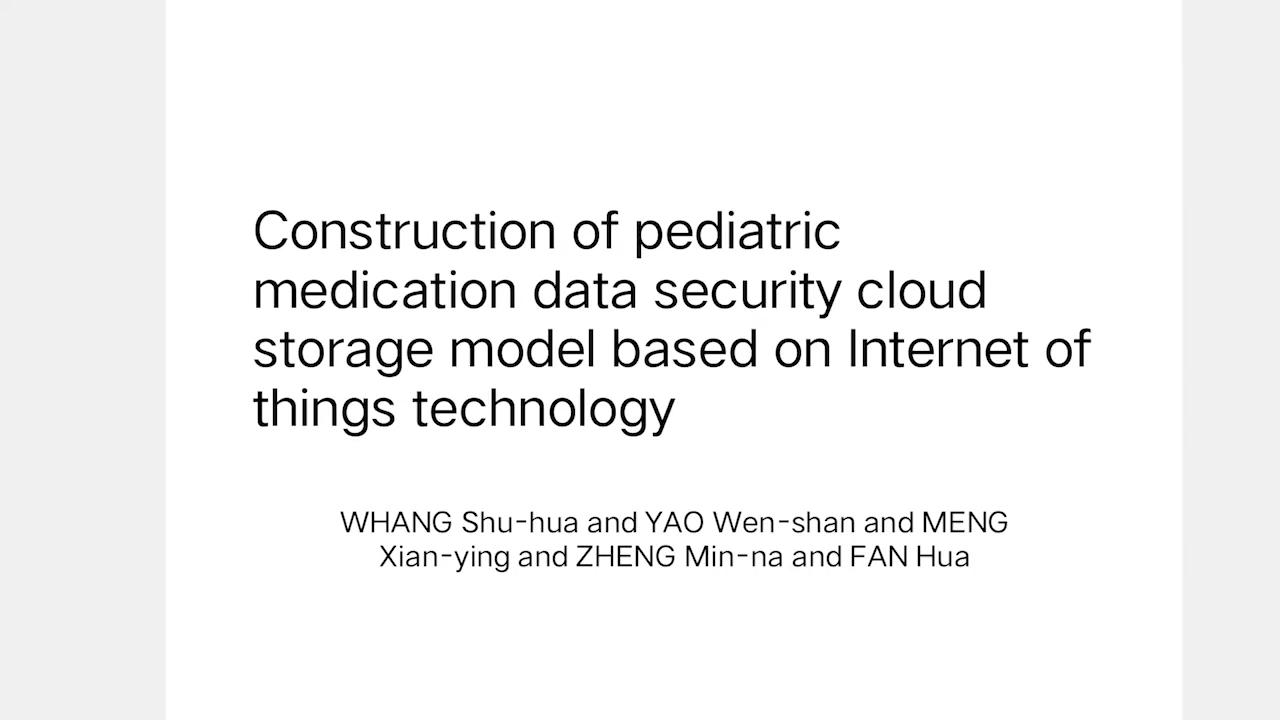 Construction of pediatric
medication data security cloud
storage model based on Internet of
things technology
WHANG Shu-hua and YAO Wen-shan and MENG
Xian-ying and ZHENG Min-na and FAN Hua